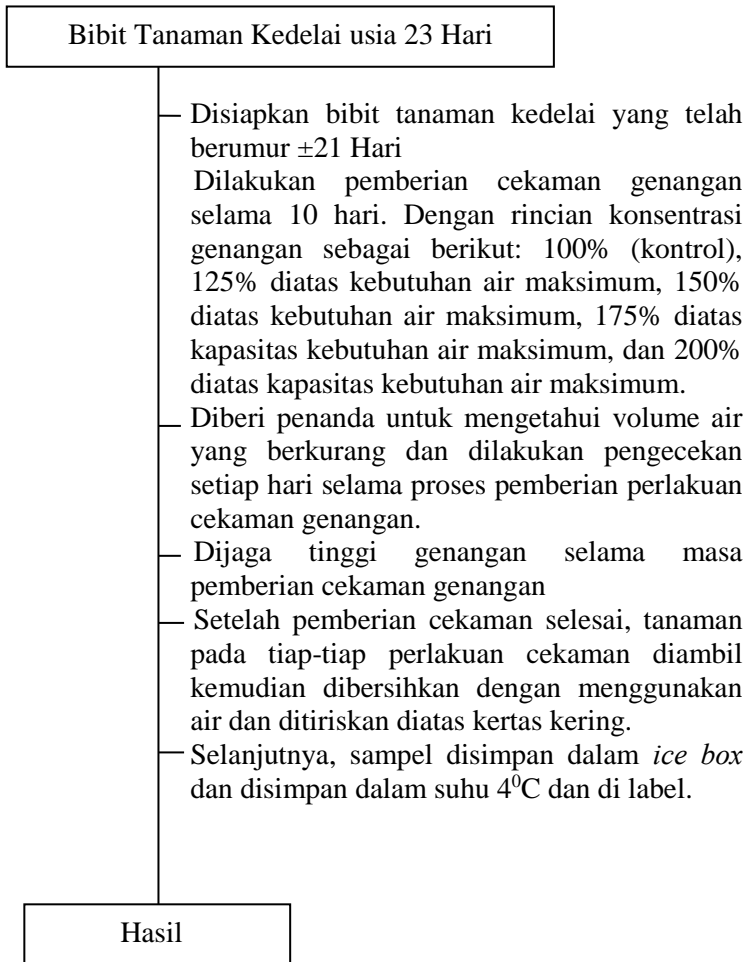 Bibit Tanaman Kedelai usia 23 Hari
Disiapkan bibit tanaman kedelai yang telah
berumur ±21 Hari
Dilakukan pemberian cekaman genangan
selama 10 hari. Dengan rincian konsentrasi
genangan sebagai berikut: 100% (kontrol),
125% diatas kebutuhan air maksimum, 150%
diatas kebutuhan air maksimum, 175% diatas
kapasitas kebutuhan air maksimum, dan 200%
diatas kapasitas kebutuhan air maksimum.
Diberi penanda untuk mengetahui volume air
yang berkurang dan dilakukan pengecekan
setiap hari selama proses pemberian perlakuan
cekaman genangan.
Dijaga tinggi genangan selama masa
pemberian cekaman genangan
Setelah pemberian cekaman selesai, tanaman
pada tiap-tiap perlakuan cekaman diambil
kemudian dibersihkan dengan menggunakan
air dan ditiriskan diatas kertas kering.
Selanjutnya, sampel disimpan dalam ice box
dan disimpan dalam suhu 4⁰C dan di label.
Hasil